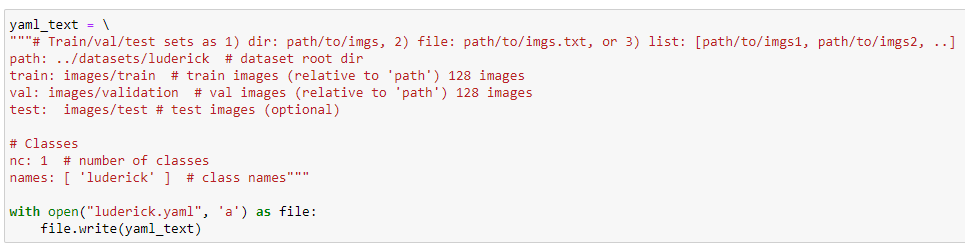 yaml_text = \
"""# Train/val/test sets as 1) dir: path/to/imgs, 2) file: path/to/imgs.txt, or 3) list: [path/to/imgs1, path/to/imgs2, ..]
path: ../datasets/luderick  # dataset root dir
train: images/train  # train images (relative to 'path') 128 images
val: images/validation  # val images (relative to 'path') 128 images
test:  images/test # test images (optional)

# Classes
nc: 1  # number of classes
names: [ 'luderick' ]  # class names"""

with open("luderick.yaml", 'a') as file:
    file.write(yaml_text)